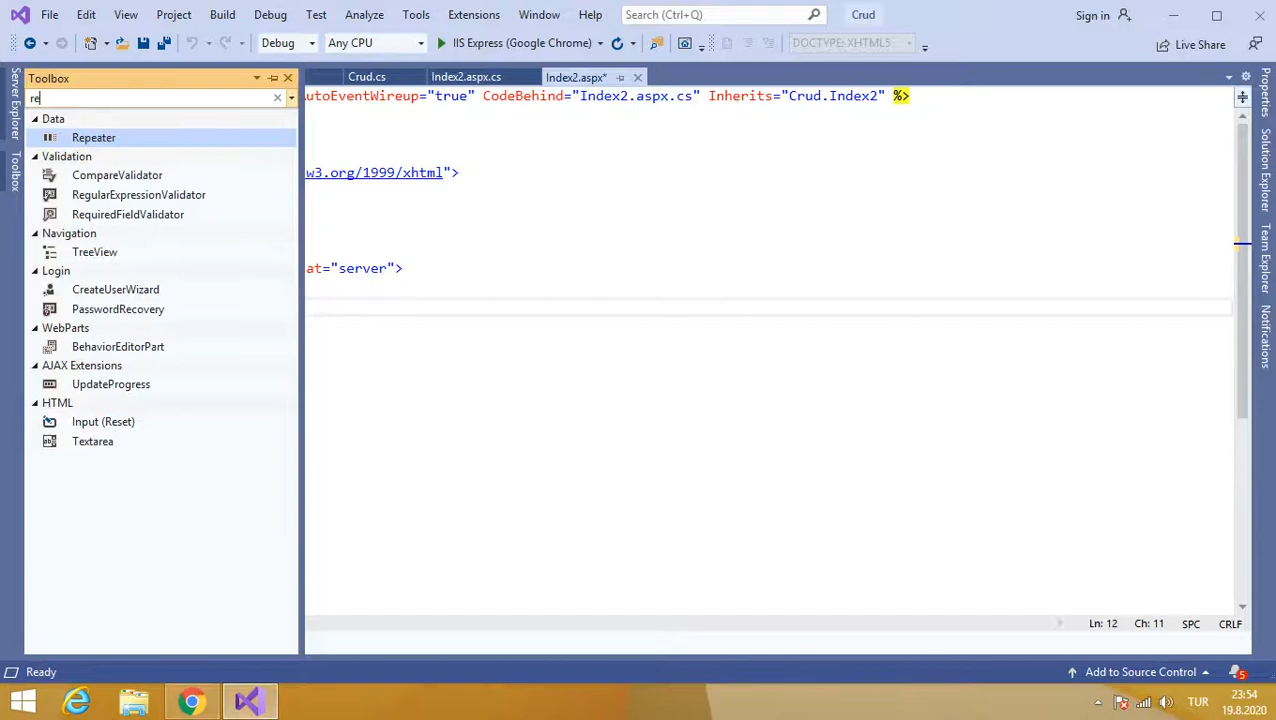 File Edit View Project Build Debug Test Analyze Tools Extensions Window Help Search (Ctrl+Q) Crud Sign in
Debug Any CPU IIS Express (Google Chrome) DOCTYPE: XHTML5 Live Share
Server Explorer
Toolbox
Toolbox
re
Data
Repeater
Validation
CompareValidator
RegularExpressionValidator
RequiredFieldValidator
Navigation
TreeView
Login
CreateUserWizard
PasswordRecovery
WebParts
BehaviorEditorPart
AJAX Extensions
UpdateProgress
HTML
Input (Reset)
Textarea
Crud.cs Index2.aspx.cs Index2.aspx*
utoEventWireup="true" CodeBehind="Index2.aspx.cs" Inherits="Crud.Index2" %>
w3.org/1999/xhtml">
at="server">
Ln: 12 Ch: 11 SPC CRLF
Properties
Solution Explorer
Team Explorer
Notifications
Ready Add to Source Control 5
TUR 23:54
19.8.2020